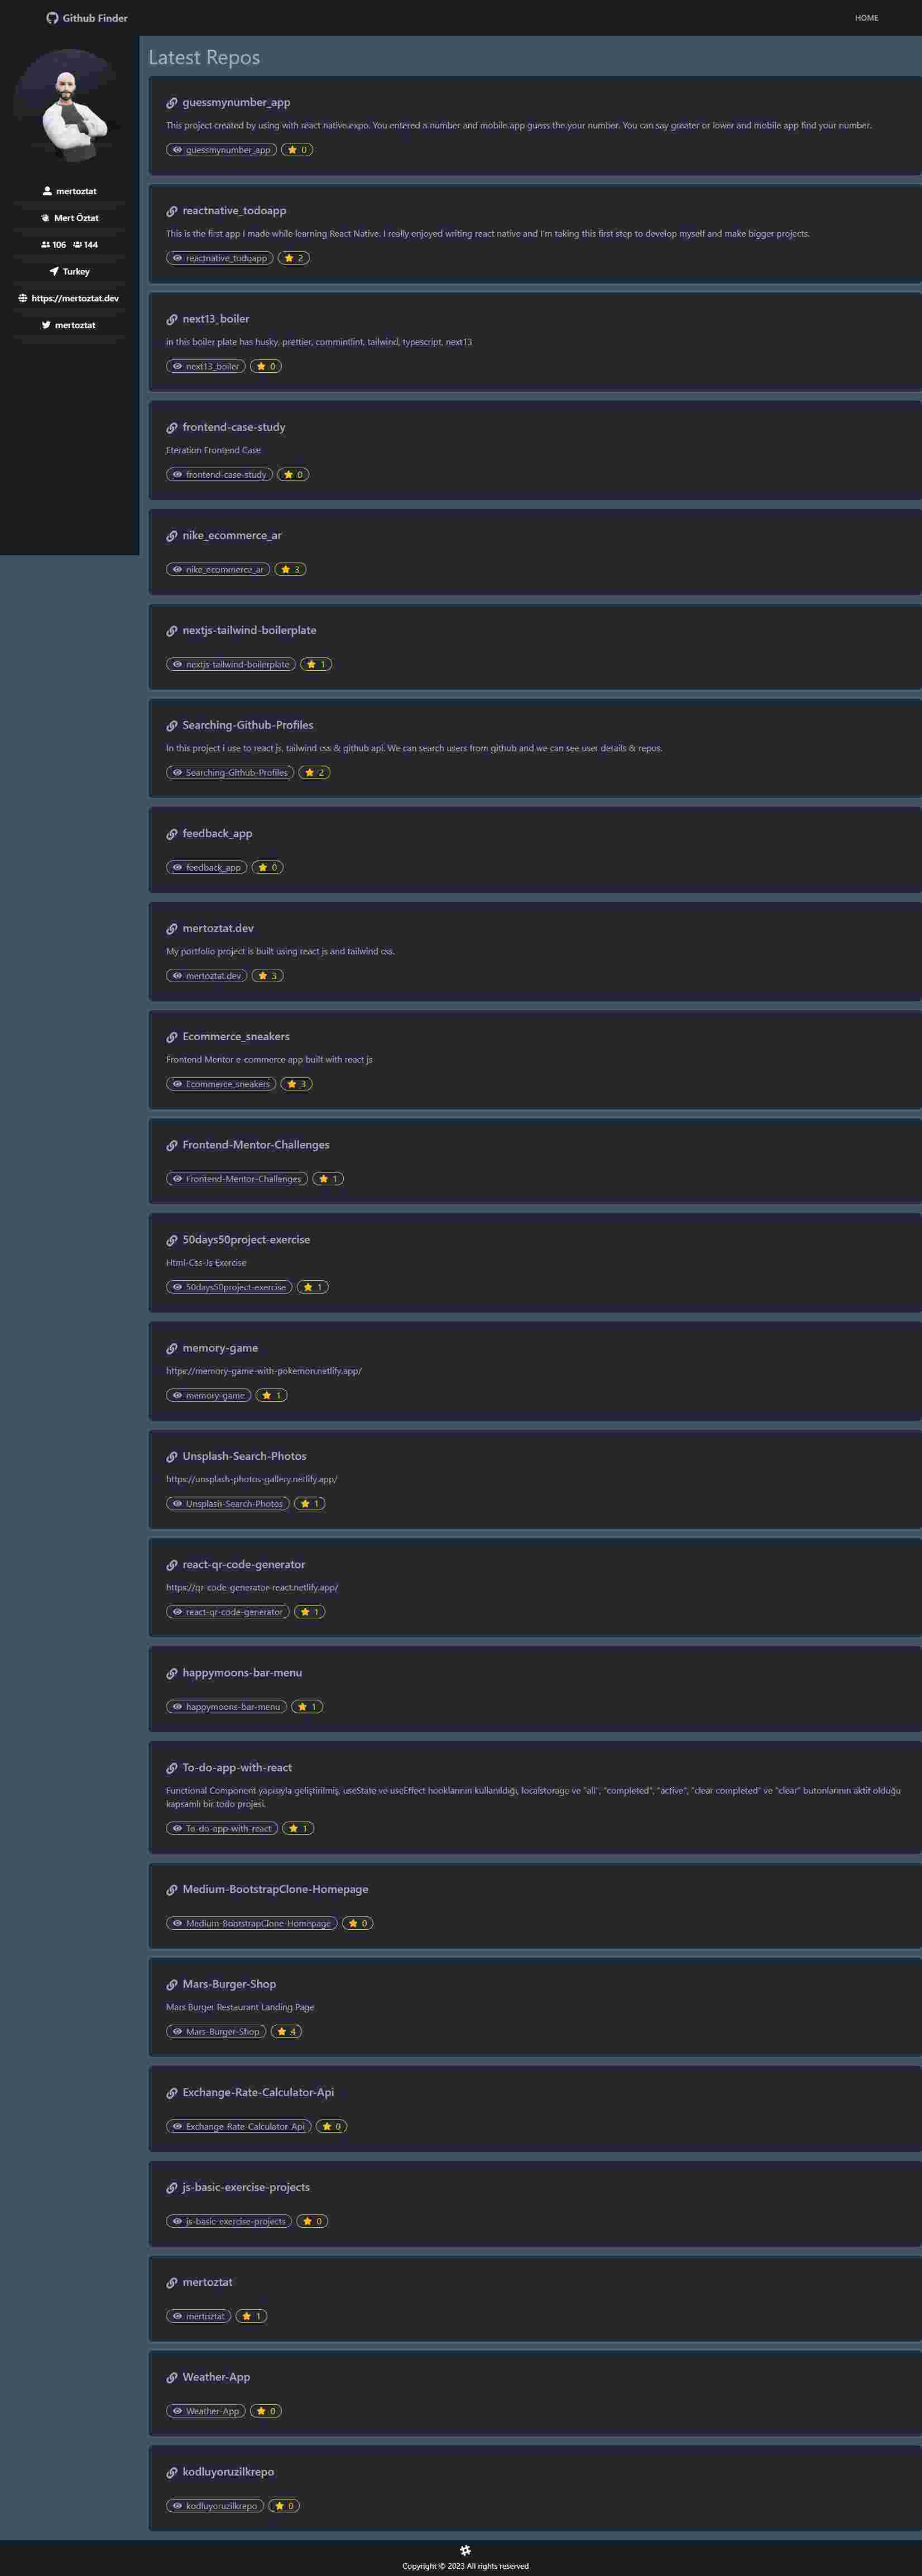 Github Finder
HOME
mertoztat
Mert Öztat
106 144
Turkey
https://mertoztat.dev
mertoztat
Latest Repos
guessmynumber_app
This project created by using with react native expo. You entered a number and mobile app guess the your number. You can say greater or lower and mobile app find your number.
guessmynumber_app 0
reactnative_todoapp
This is the first app I made while learning React Native. I really enjoyed writing react native and I'm taking this first step to develop myself and make bigger projects.
reactnative_todoapp 2
next13_boiler
in this boiler plate has husky, prettier, commintlint, tailwind, typescript, next13
next13_boiler 0
frontend-case-study
Eteration Frontend Case
frontend-case-study 0
nike_ecommerce_ar
nike_ecommerce_ar 3
nextjs-tailwind-boilerplate
nextjs-tailwind-boilerplate 1
Searching-Github-Profiles
In this project i use to react js, tailwind css & github api. We can search users from github and we can see user details & repos.
Searching-Github-Profiles 2
feedback_app
feedback_app 0
mertoztat.dev
My portfolio project is built using react js and tailwind css.
mertoztat.dev 3
Ecommerce_sneakers
Frontend Mentor e-commerce app built with react js
Ecommerce_sneakers 3
Frontend-Mentor-Challenges
Frontend-Mentor-Challenges 1
50days50project-exercise
Html-Css-Js Exercise
50days50project-exercise 1
memory-game
https://memory-game-with-pokemon.netlify.app/
memory-game 1
Unsplash-Search-Photos
https://unsplash-photos-gallery.netlify.app/
Unsplash-Search-Photos 1
react-qr-code-generator
https://qr-code-generator-react.netlify.app/
react-qr-code-generator 1
happymoons-bar-menu
happymoons-bar-menu 1
To-do-app-with-react
Functional Component yapısıyla geliştirilmiş, useState ve useEffect hooklarının kullanıldığı, localstorage ve "all", "completed", "active", "clear completed" ve "clear" butonlarının aktif olduğu
kapsamlı bir todo projesi.
To-do-app-with-react 1
Medium-BootstrapClone-Homepage
Medium-BootstrapClone-Homepage 0
Mars-Burger-Shop
Mars Burger Restaurant Landing Page
Mars-Burger-Shop 4
Exchange-Rate-Calculator-Api
Exchange-Rate-Calculator-Api 0
js-basic-exercise-projects
js-basic-exercise-projects 0
mertoztat
mertoztat 1
Weather-App
Weather-App 0
kodluyoruzilkrepo
kodluyoruzilkrepo 0
Copyright © 2023 All rights reserved